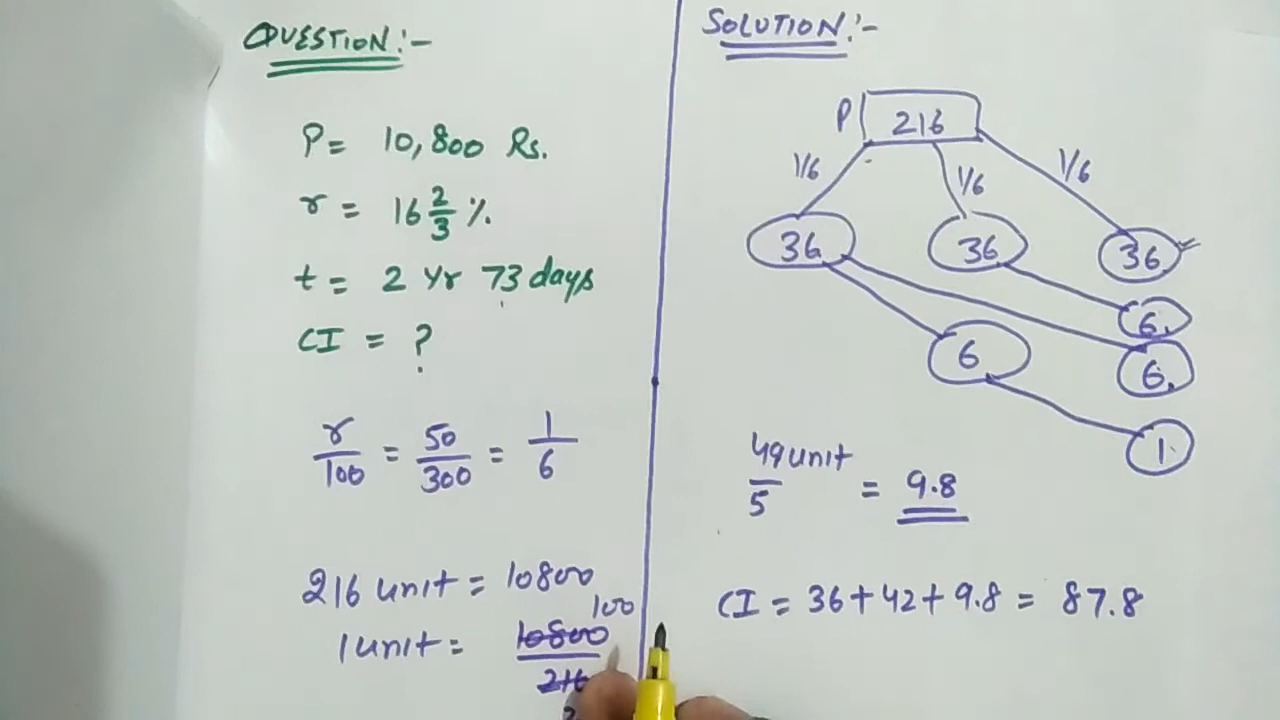 QUESTION:-
P = 10,800 Rs.
r = 16 2/3 %.
t = 2 Yr 73 days
CI = ?
r/100 = 50/300 = 1/6
216 unit = 10800
100
1 unit = 10800/216
SOLUTION:-
P 216
1/6 1/6 1/6
36 36 36
6.
6 6.
1.
49 unit/5 = 9.8
CI = 36 + 42 + 9.8 = 87.8